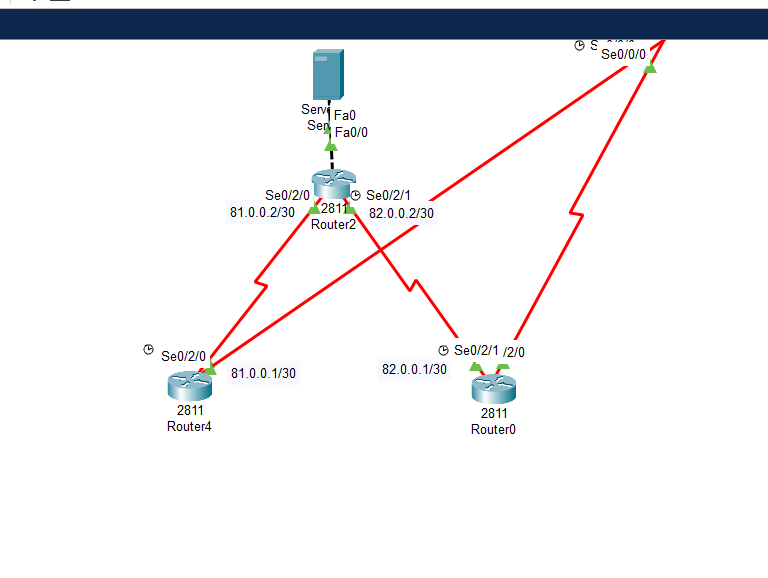 Se0/0/0
Fa0
Fa0/0
Se0/2/0
Se0/2/1
81.0.0.2/30
2811
82.0.0.2/30
Router2
Se0/2/0
Se0/2/1
/2/0
81.0.0.1/30
82.0.0.1/30
2811
Router4
2811
Router0